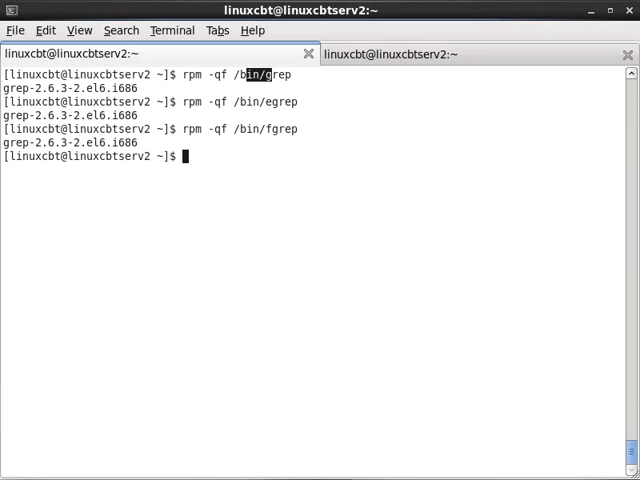 linuxcbt@linuxcbtserv2:~
File Edit View Search Terminal Tabs Help
linuxcbt@linuxcbtserv2:~ linuxcbt@linuxcbtserv2:~
[linuxcbt@linuxcbtserv2 ~]$ rpm -qf /bin/grep
grep-2.6.3-2.el6.i686
[linuxcbt@linuxcbtserv2 ~]$ rpm -qf /bin/egrep
grep-2.6.3-2.el6.i686
[linuxcbt@linuxcbtserv2 ~]$ rpm -qf /bin/fgrep
grep-2.6.3-2.el6.i686
[linuxcbt@linuxcbtserv2 ~]$